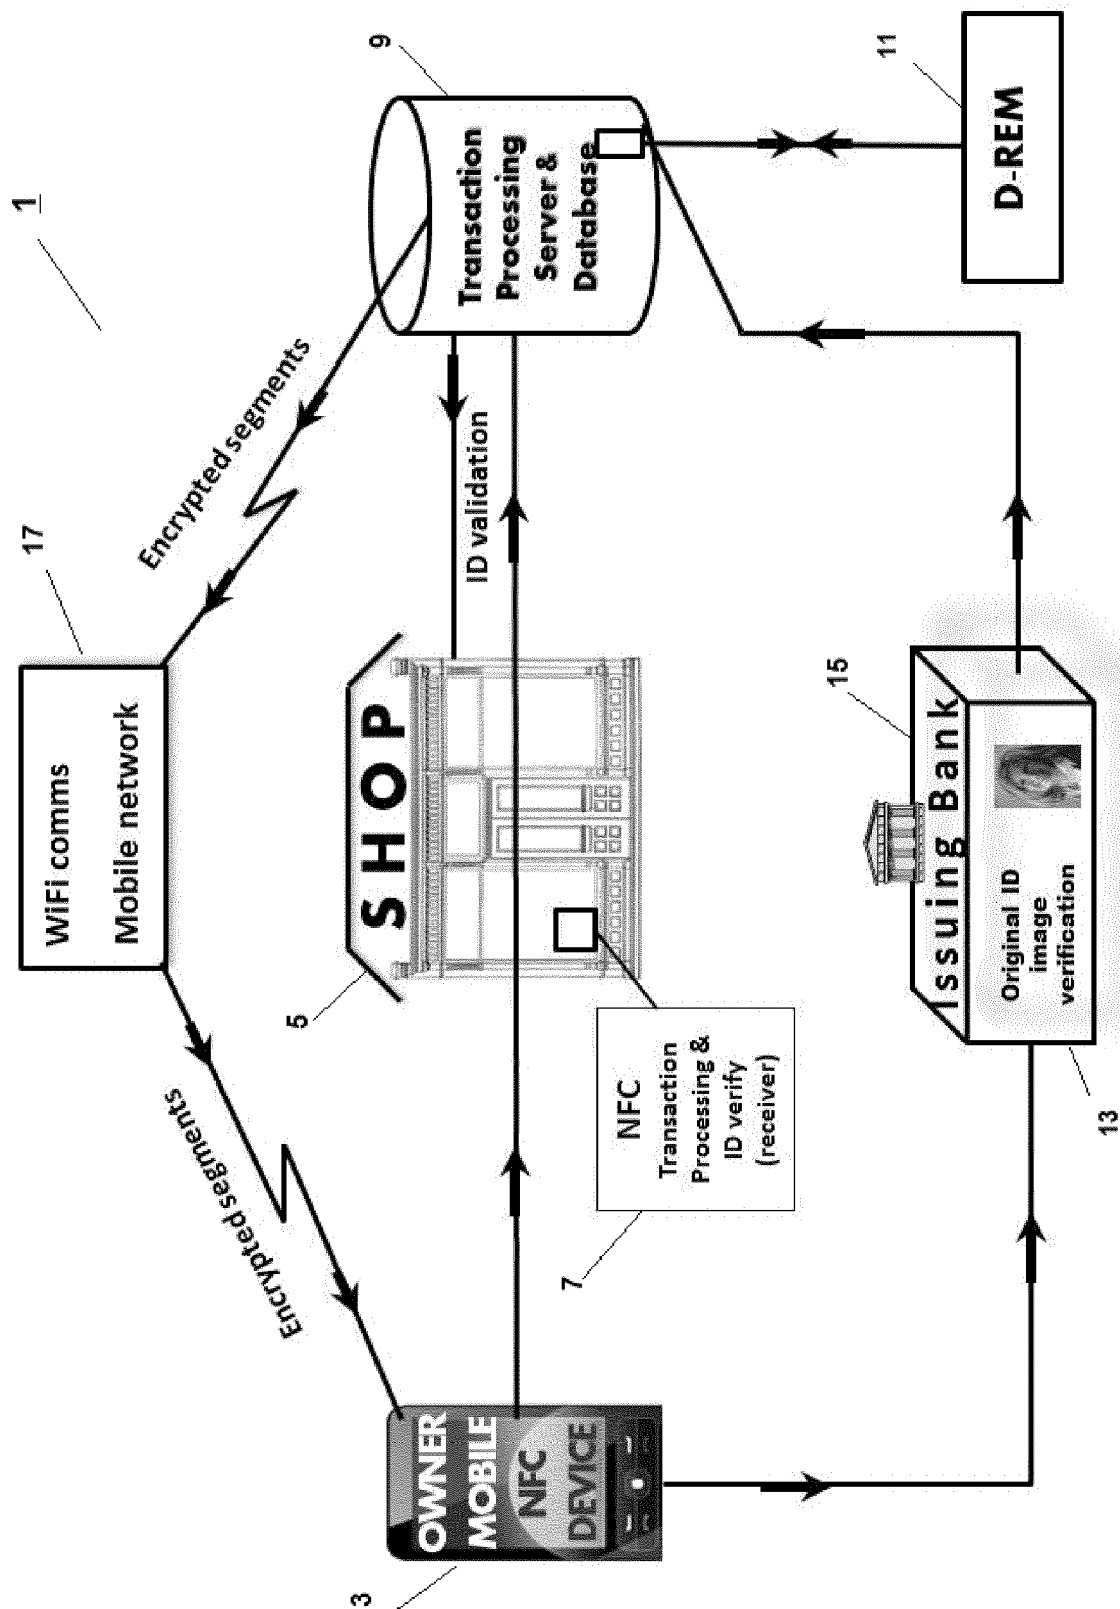 1
17
WiFi comms
Mobile network
Encrypted segments
Encrypted segments
9
Transaction
Processing
Server &
Database
ID validation
5
SHOP
3
OWNER
MOBILE
NFC
DEVICE
7
NFC
Transaction
Processing &
ID verify
(receiver)
15
Issuing Bank
Original ID
image
verification
13
11
D-REM